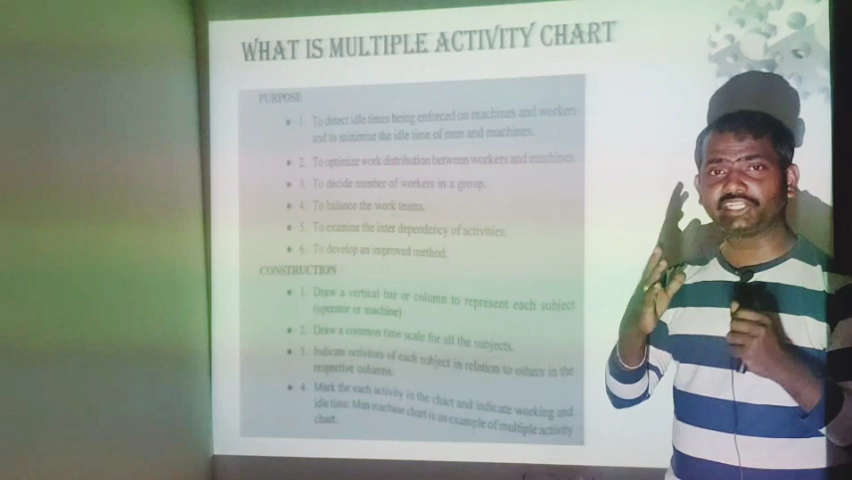 WHAT IS MULTIPLE ACTIVITY CHART
PURPOSE
• 1. To detect idle times being enforced on machines and workers
and to minimise the idle time of men and machines.
• 2. To optimize work distribution between workers and machines.
• 3. To decide number of workers in a group.
• 4. To balance the work teams.
• 5. To examine the inter dependency of activities.
• 6. To develop an improved method.
CONSTRUCTION
• 1. Draw a vertical bar or column to represent each subject
(operator or machine)
• 2. Draw a common time scale for all the subjects.
• 3. Indicate activities of each subject in relation to others in the
respective columns.
• 4. Mark the each activity in the chart and indicate working and
idle time. Man machine chart is an example of multiple activity
chart.